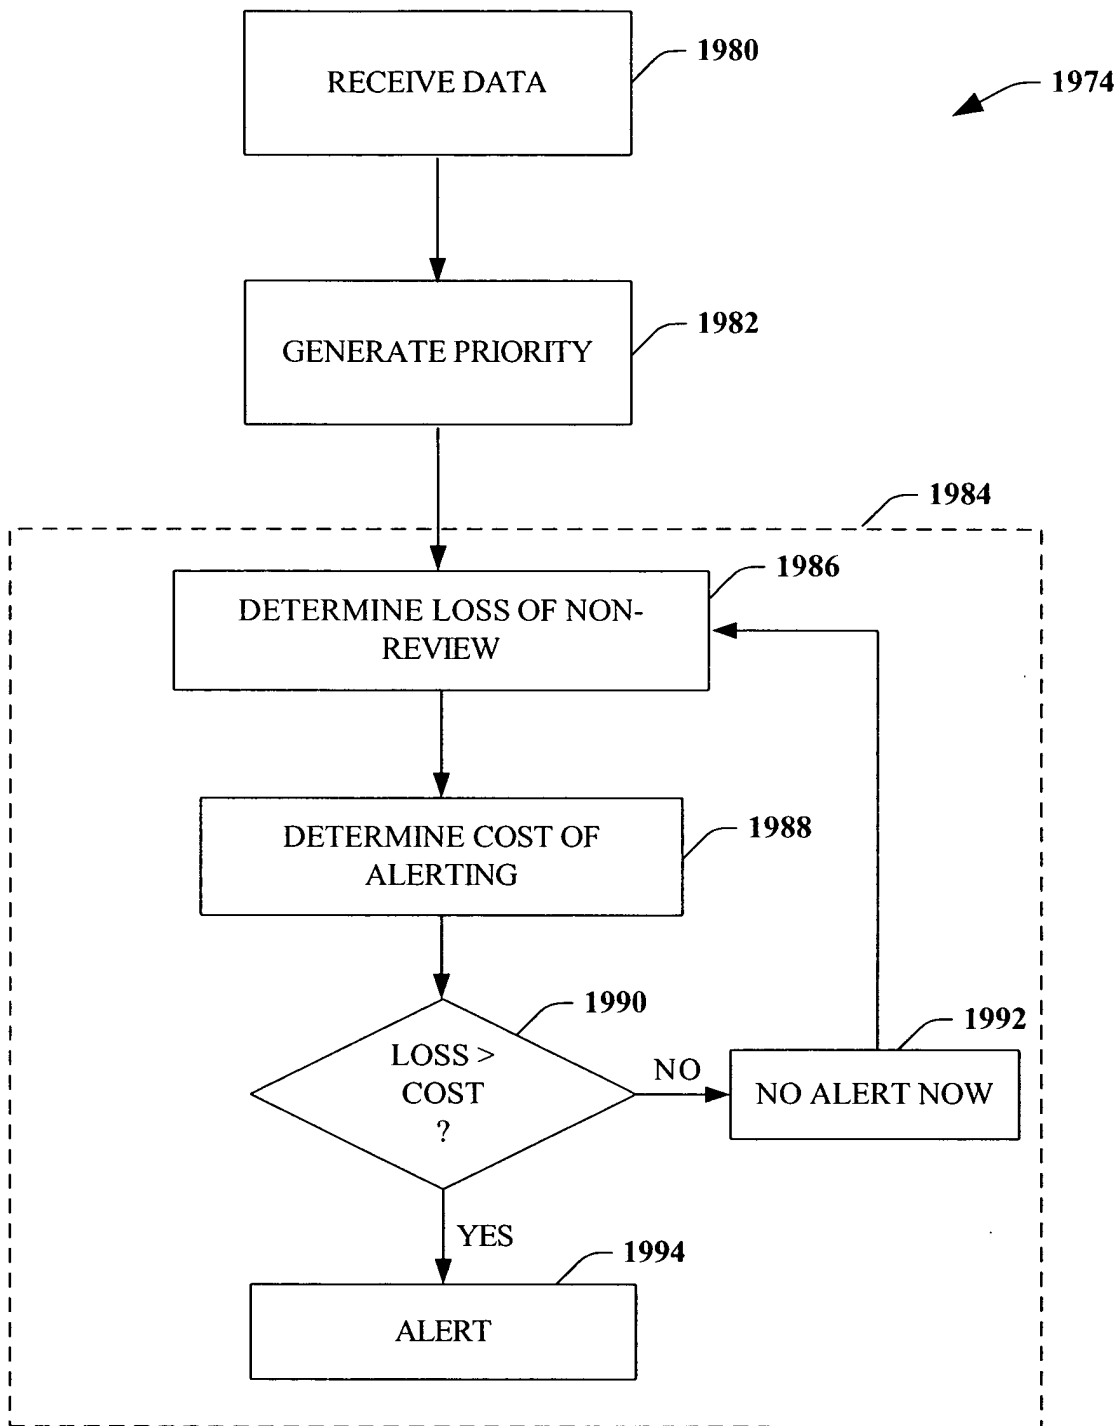 RECEIVE DATA
1980
1974
GENERATE PRIORITY
1982
1984
DETERMINE LOSS OF NON-
REVIEW
1986
DETERMINE COST OF
ALERTING
1988
LOSS >
COST
?
1990
NO
NO ALERT NOW
1992
YES
ALERT
1994